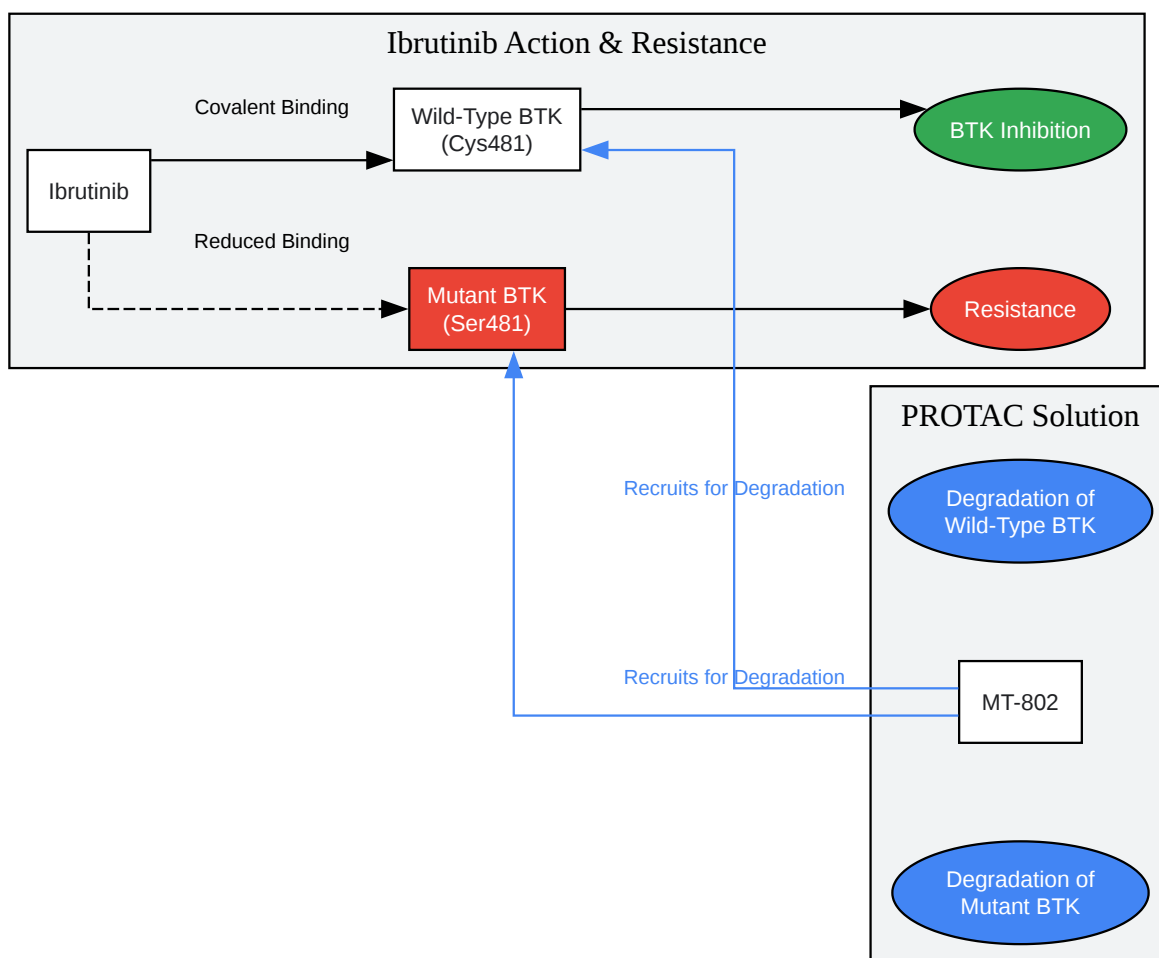 Ibrutinib Action & Resistance
Covalent Binding
Wild-Type BTK
(Cys481)
BTK Inhibition
Ibrutinib
Reduced Binding
Mutant BTK
(Ser481)
Resistance
PROTAC Solution
Recruits for Degradation
Degradation of
Wild-Type BTK
Recruits for Degradation
MT-802
Degradation of
Mutant BTK